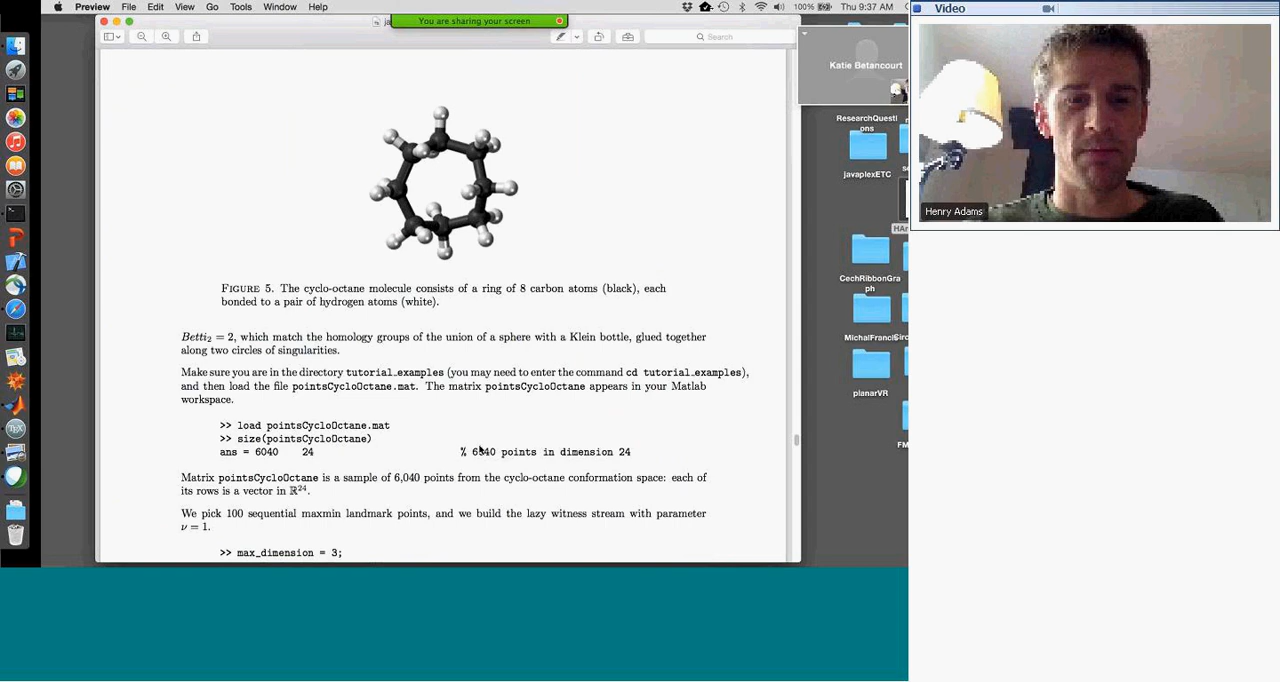 Preview File Edit View Go Tools Window Help
100% Thu 9:37 AM
You are sharing your screen
Search
Video
Katie Betancourt
Henry Adams
ResearchQuesti
ons
javaplexETC
CechRibbonGra
ph
MichalFrancis
planarVR
FM
FIGURE 5. The cyclo-octane molecule consists of a ring of 8 carbon atoms (black), each
bonded to a pair of hydrogen atoms (white).
Betti₂ = 2, which match the homology groups of the union of a sphere with a Klein bottle, glued together
along two circles of singularities.
Make sure you are in the directory tutorial_examples (you may need to enter the command cd tutorial_examples),
and then load the file pointsCycloOctane.mat. The matrix pointsCycloOctane appears in your Matlab
workspace.
>> load pointsCycloOctane.mat
>> size(pointsCycloOctane)
ans = 6040 24 % 6040 points in dimension 24
Matrix pointsCycloOctane is a sample of 6,040 points from the cyclo-octane conformation space: each of
its rows is a vector in ℝ²⁴.
We pick 100 sequential maxmin landmark points, and we build the lazy witness stream with parameter
ν = 1.
>> max_dimension = 3;